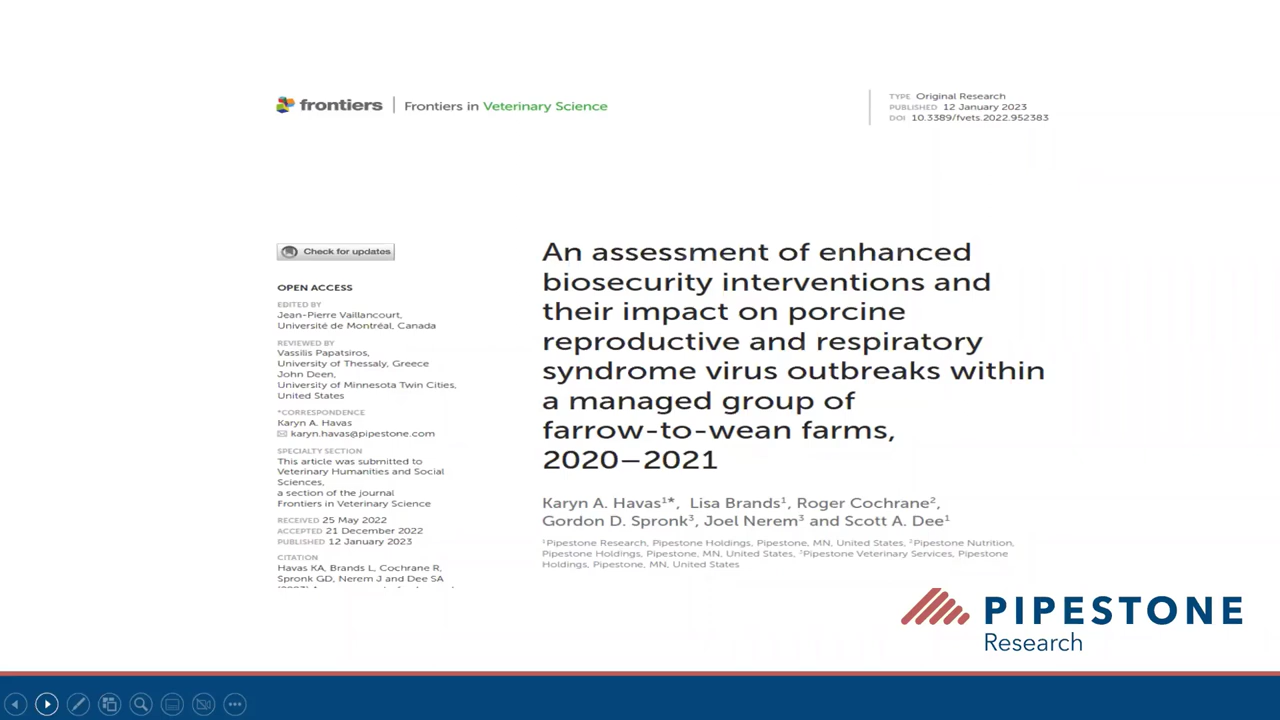 frontiers | Frontiers in Veterinary Science
TYPE Original Research
PUBLISHED 12 January 2023
DOI 10.3389/fvets.2022.952383
Check for updates
OPEN ACCESS
EDITED BY
Jean-Pierre Vaillancourt,
Université de Montréal, Canada
REVIEWED BY
Vassilis Papatsiros,
University of Thessaly, Greece
John Deen,
University of Minnesota Twin Cities,
United States
*CORRESPONDENCE
Karyn A. Havas
karyn.havas@pipestone.com
SPECIALTY SECTION
This article was submitted to
Veterinary Humanities and Social
Sciences,
a section of the journal
Frontiers in Veterinary Science
RECEIVED 25 May 2022
ACCEPTED 21 December 2022
PUBLISHED 12 January 2023
CITATION
Havas KA, Brands L, Cochrane R,
Spronk GD, Nerem J and Dee SA
An assessment of enhanced
biosecurity interventions and
their impact on porcine
reproductive and respiratory
syndrome virus outbreaks within
a managed group of
farrow-to-wean farms,
2020–2021
Karyn A. Havas¹*, Lisa Brands¹, Roger Cochrane²,
Gordon D. Spronk³, Joel Nerem³ and Scott A. Dee¹
¹Pipestone Research, Pipestone Holdings, Pipestone, MN, United States, ²Pipestone Nutrition,
Pipestone Holdings, Pipestone, MN, United States, ³Pipestone Veterinary Services, Pipestone
Holdings, Pipestone, MN, United States
PIPESTONE
Research